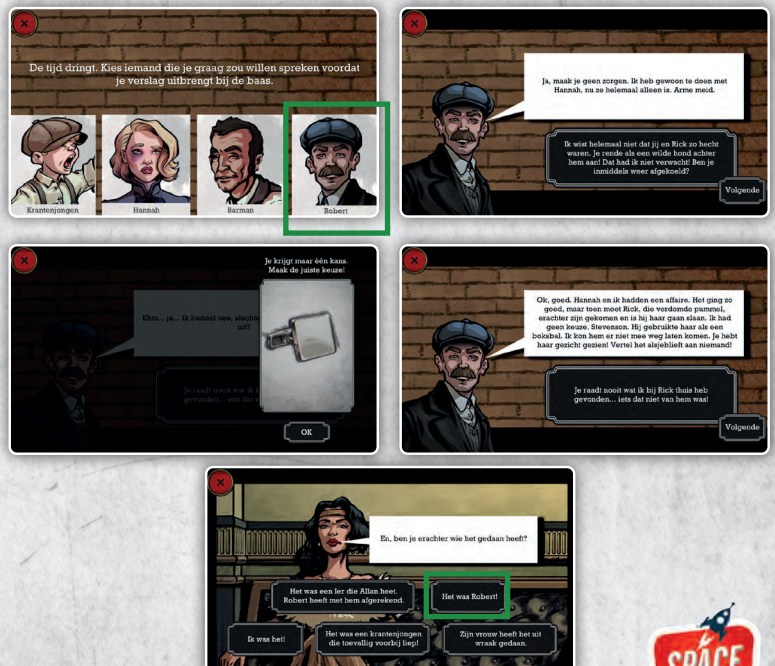 De tijd dringt. Kies iemand die je graag zou willen spreken voordat
je verslag uitbrengt bij de baas.
Krantenjongen
Hannah
Barman
Robert
Ja, maak je geen zorgen. Ik heb gewoon te doen met
Hannah, nu ze helemaal alleen is. Arme meid.
Ik wist helemaal niet dat jij en Rick zo hecht
waren. Je rende als een wilde hond achter
hem aan! Dat had ik niet verwacht! Ben je
inmiddels weer afgekoeld?
Volgende
Je krijgt maar één kans.
Maak de juiste keuze!
Ehm... ja... Ik bedoel nee, slechte
uit?
Je raadt nooit wat ik
gevonden... iets dat
OK
Ok, goed. Hannah en ik hadden een affaire. Het ging zo
goed, maar toen moet Rick, die verdomde pummel,
erachter zijn gekomen en is hij haar gaan slaan. Ik had
geen keuze, Stevenson. Hij gebruikte haar als een
boksbal. Ik kon hem er niet mee weg laten komen. Je hebt
haar gezicht gezien! Vertel het alsjeblieft aan niemand!
Je raadt nooit wat ik bij Rick thuis heb
gevonden... iets dat niet van hem was!
Volgende
En, ben je erachter wie het gedaan heeft?
Het was een Ier die Allan heet.
Robert heeft met hem afgerekend.
Het was Robert!
Ik was het!
Het was een krantenjongen
die toevallig voorbij liep!
Zijn vrouw heeft het uit
wraak gedaan.
SPACE